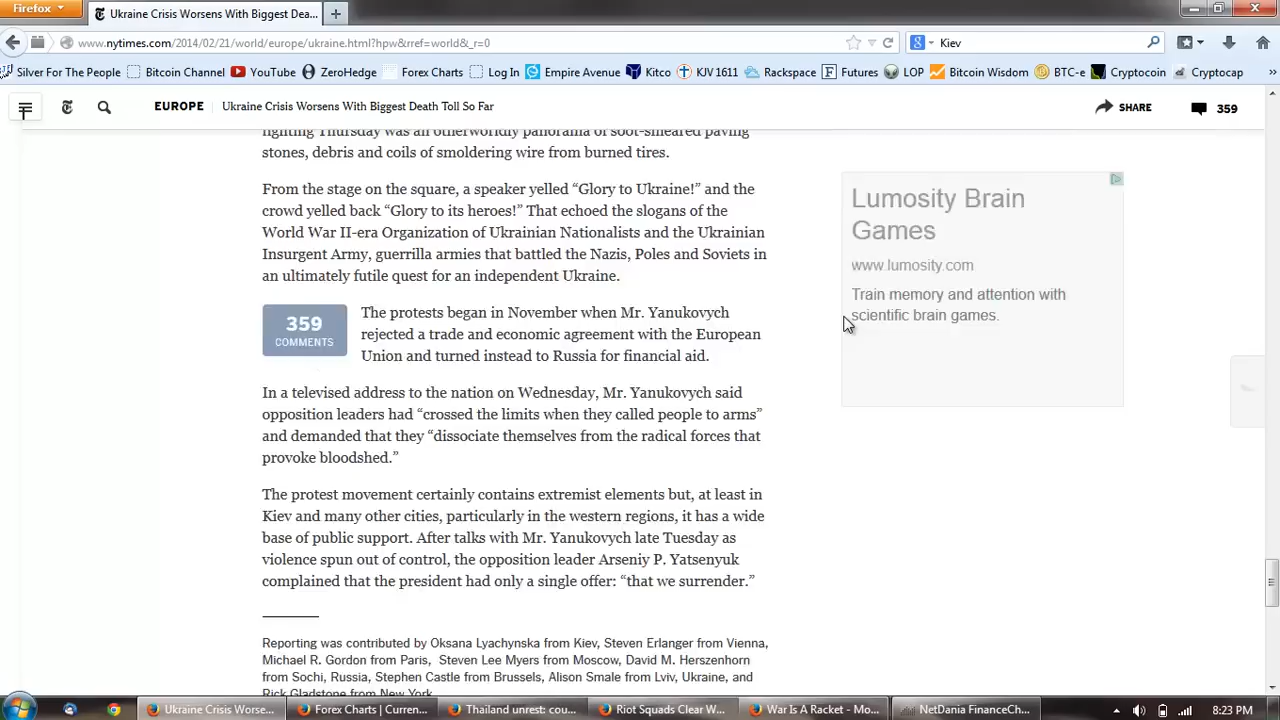 Firefox
Ukraine Crisis Worsens With Biggest Dea...
www.nytimes.com/2014/02/21/world/europe/ukraine.html?hpw&rref=world&_r=0
Kiev
Silver For The People
Bitcoin Channel
YouTube
ZeroHedge
Forex Charts
Log In
Empire Avenue
Kitco
KJV 1611
Rackspace
Futures
LOP
Bitcoin Wisdom
BTC-e
Cryptocoin
Cryptocap
EUROPE
Ukraine Crisis Worsens With Biggest Death Toll So Far
SHARE
359
fighting Thursday was an otherworldly panorama of soot-smeared paving
stones, debris and coils of smoldering wire from burned tires.
From the stage on the square, a speaker yelled “Glory to Ukraine!” and the
crowd yelled back “Glory to its heroes!” That echoed the slogans of the
World War II-era Organization of Ukrainian Nationalists and the Ukrainian
Insurgent Army, guerrilla armies that battled the Nazis, Poles and Soviets in
an ultimately futile quest for an independent Ukraine.
359
COMMENTS
The protests began in November when Mr. Yanukovych
rejected a trade and economic agreement with the European
Union and turned instead to Russia for financial aid.
In a televised address to the nation on Wednesday, Mr. Yanukovych said
opposition leaders had “crossed the limits when they called people to arms”
and demanded that they “dissociate themselves from the radical forces that
provoke bloodshed.”
The protest movement certainly contains extremist elements but, at least in
Kiev and many other cities, particularly in the western regions, it has a wide
base of public support. After talks with Mr. Yanukovych late Tuesday as
violence spun out of control, the opposition leader Arseniy P. Yatsenyuk
complained that the president had only a single offer: “that we surrender.”
Reporting was contributed by Oksana Lyachynska from Kiev, Steven Erlanger from Vienna,
Michael R. Gordon from Paris, Steven Lee Myers from Moscow, David M. Herszenhorn
from Sochi, Russia, Stephen Castle from Brussels, Alison Smale from Lviv, Ukraine, and
Rick Gladstone from New York.
Lumosity Brain
Games
www.lumosity.com
Train memory and attention with
scientific brain games.
Ukraine Crisis Worse...
Forex Charts | Curren...
Thailand unrest: cou...
Riot Squads Clear W...
War Is A Racket - Mo...
NetDania FinanceCh...
8:23 PM